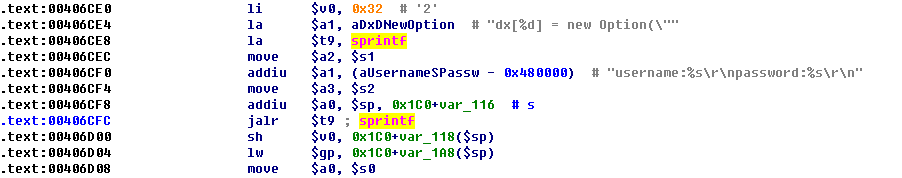 .text:00406CE0 li $v0, 0x32 # '2'
.text:00406CE4 la $a1, aDxDNewOption # "dx[%d] = new Option(\""
.text:00406CE8 la $t9, sprintf
.text:00406CEC move $a2, $s1
.text:00406CF0 addiu $a1, (aUsernameSPassw - 0x480000) # "username:%s\r\npassword:%s\r\n"
.text:00406CF4 move $a3, $s2
.text:00406CF8 addiu $a0, $sp, 0x1C0+var_116 # s
.text:00406CFC jalr $t9 ; sprintf
.text:00406D00 sh $v0, 0x1C0+var_118($sp)
.text:00406D04 lw $gp, 0x1C0+var_1A8($sp)
.text:00406D08 move $a0, $s0